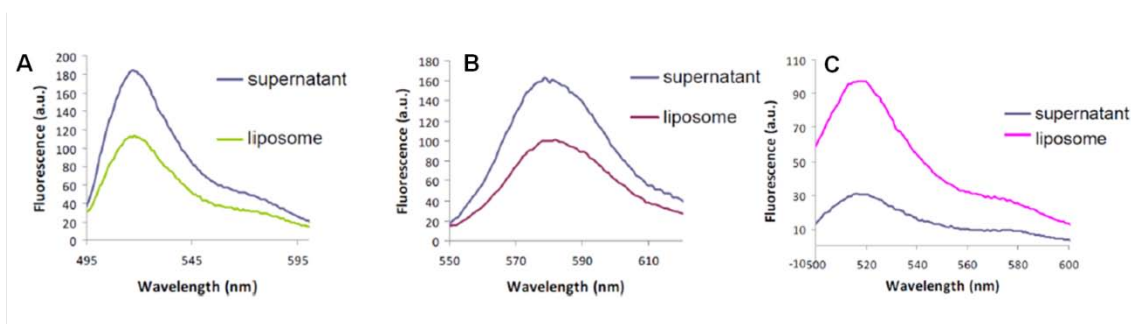 A
200
180
160
140
120
100
80
60
40
20
0
495
545
595
Fluorescence (a.u.)
Wavelength (nm)
supernatant
liposome
B
180
160
140
120
100
80
60
40
20
0
550
570
590
610
Fluorescence (a.u.)
Wavelength (nm)
supernatant
liposome
C
110
90
70
50
30
10
-10
500
520
540
560
580
600
Fluorescence (a.u.)
Wavelength (nm)
supernatant
liposome